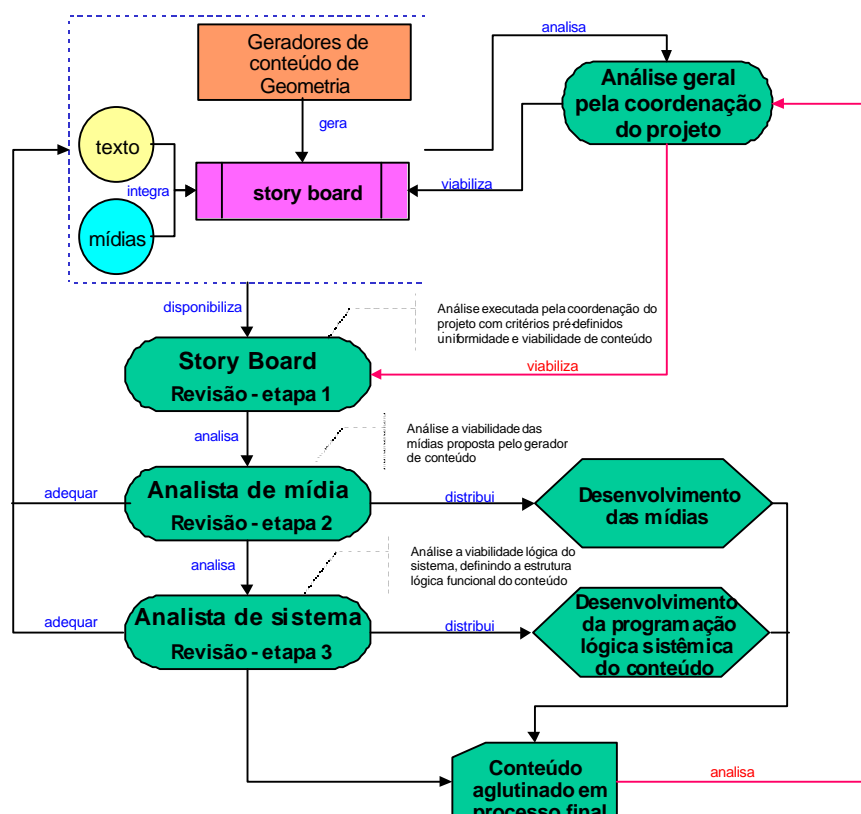 Geradores de
conteúdo de
Geometria
analisa
Análise geral
pela coordenação
do projeto
gera
texto
integra
story board
viabiliza
mídias
disponibiliza
Análise executada pela coordenação do
projeto com critérios pré-definidos
uniformidade e viabilidade de conteúdo
Story Board
Revisão - etapa 1
viabiliza
analisa
Análise a viabilidade das
mídias proposta pelo gerador
de conteúdo
adequar
Analista de mídia
Revisão - etapa 2
distribui
Desenvolvimento
das mídias
analisa
Análise a viabilidade lógica do
sistema, definindo a estrutura
lógica funcional do conteúdo
adequar
Analista de sistema
Revisão - etapa 3
distribui
Desenvolvimento
da programação
lógica sistêmica
do conteúdo
Conteúdo
aglutinado em
processo final
analisa